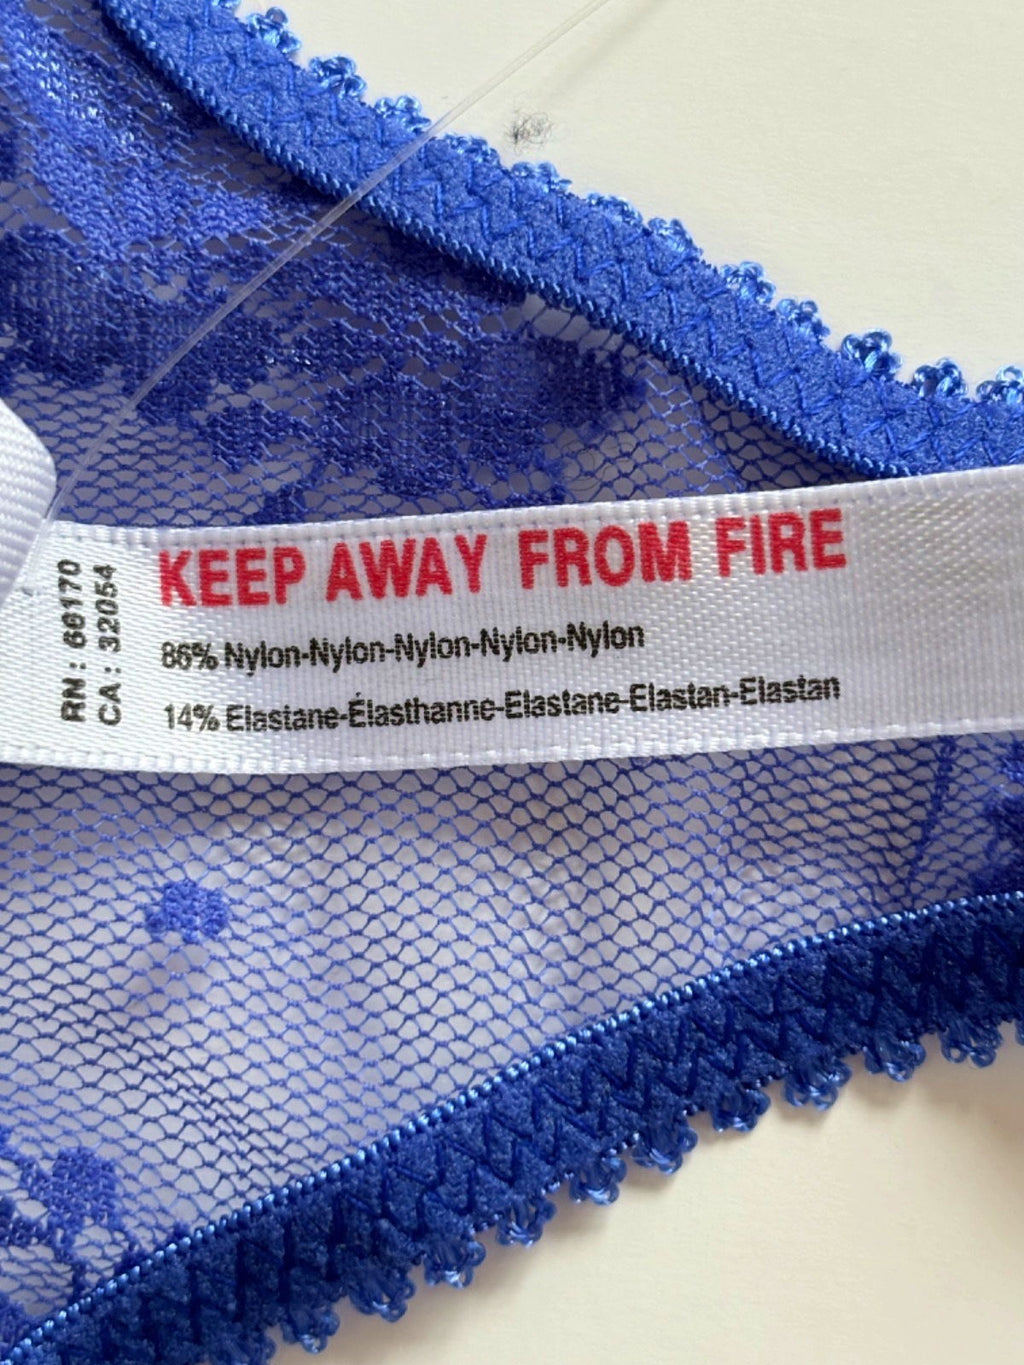 RN : 66170
CA : 32054
KEEP AWAY FROM FIRE
86% Nylon-Nylon-Nylon-Nylon-Nylon
14% Elastane-Élasthanne-Elastane-Elastan-Elastan